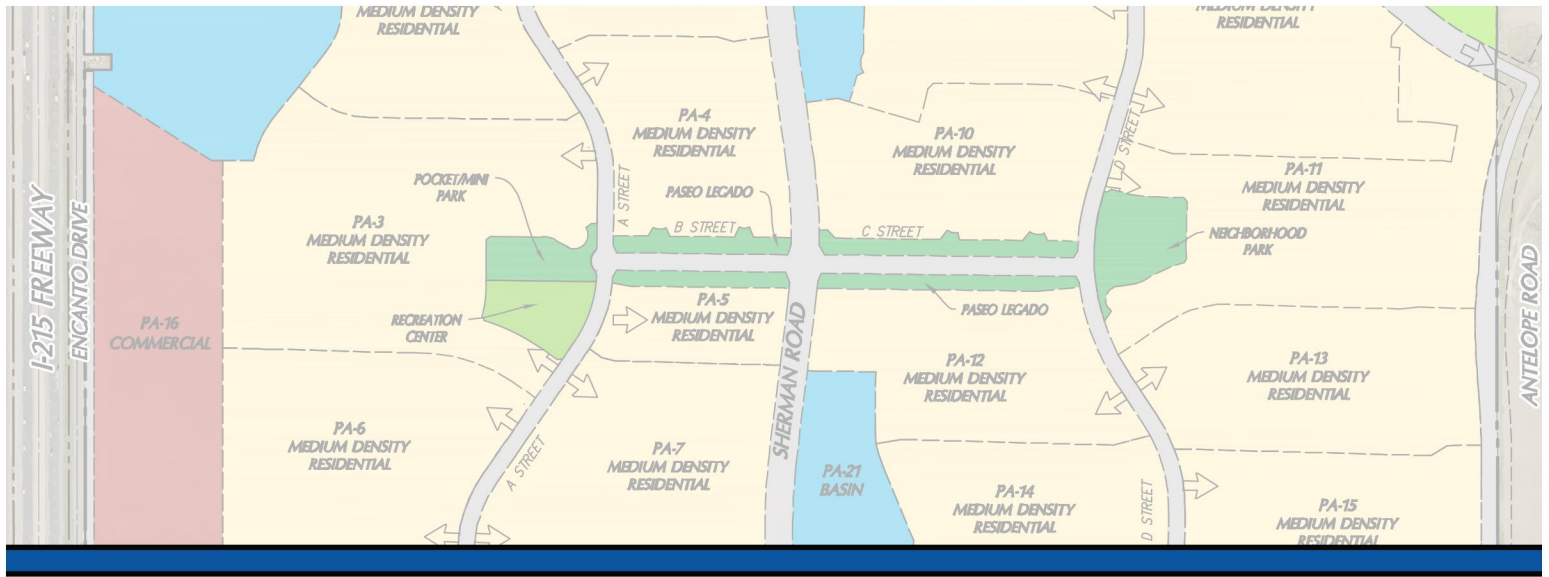 MEDIUM DENSITY
RESIDENTIAL
MEDIUM DENSITY
RESIDENTIAL
PA-4
MEDIUM DENSITY
RESIDENTIAL
PA-10
MEDIUM DENSITY
RESIDENTIAL
D STREET
PA-11
MEDIUM DENSITY
RESIDENTIAL
POCKET/MINI
PARK
A STREET
PASEO LEGADO
I-215 FREEWAY
ENCANTO DRIVE
PA-3
MEDIUM DENSITY
RESIDENTIAL
B STREET
C STREET
NEIGHBORHOOD
PARK
ANTELOPE ROAD
PA-16
COMMERCIAL
RECREATION
CENTER
PA-5
MEDIUM DENSITY
RESIDENTIAL
SHERMAN ROAD
PASEO LEGADO
PA-12
MEDIUM DENSITY
RESIDENTIAL
PA-13
MEDIUM DENSITY
RESIDENTIAL
PA-6
MEDIUM DENSITY
RESIDENTIAL
A STREET
PA-7
MEDIUM DENSITY
RESIDENTIAL
PA-21
BASIN
PA-14
MEDIUM DENSITY
RESIDENTIAL
D STREET
PA-15
MEDIUM DENSITY
RESIDENTIAL